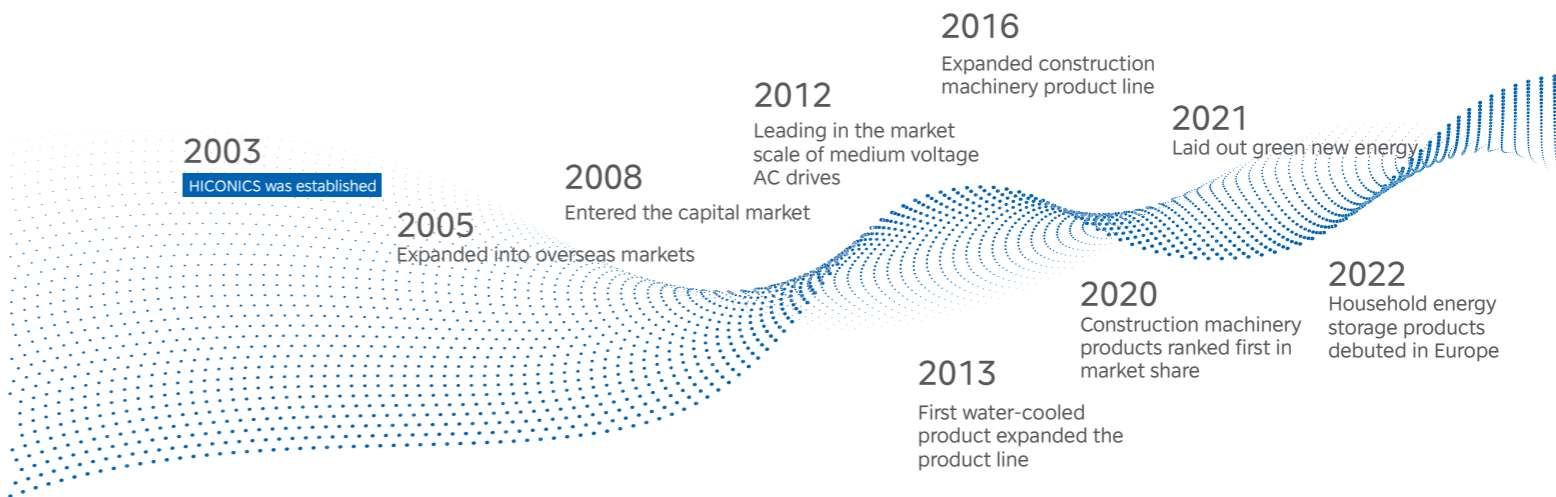 2003
HICONICS was established
2005
Expanded into overseas markets
2008
Entered the capital market
2012
Leading in the market
scale of medium voltage
AC drives
2013
First water-cooled
product expanded the
product line
2016
Expanded construction
machinery product line
2020
Construction machinery
products ranked first in
market share
2021
Laid out green new energy
2022
Household energy
storage products
debuted in Europe